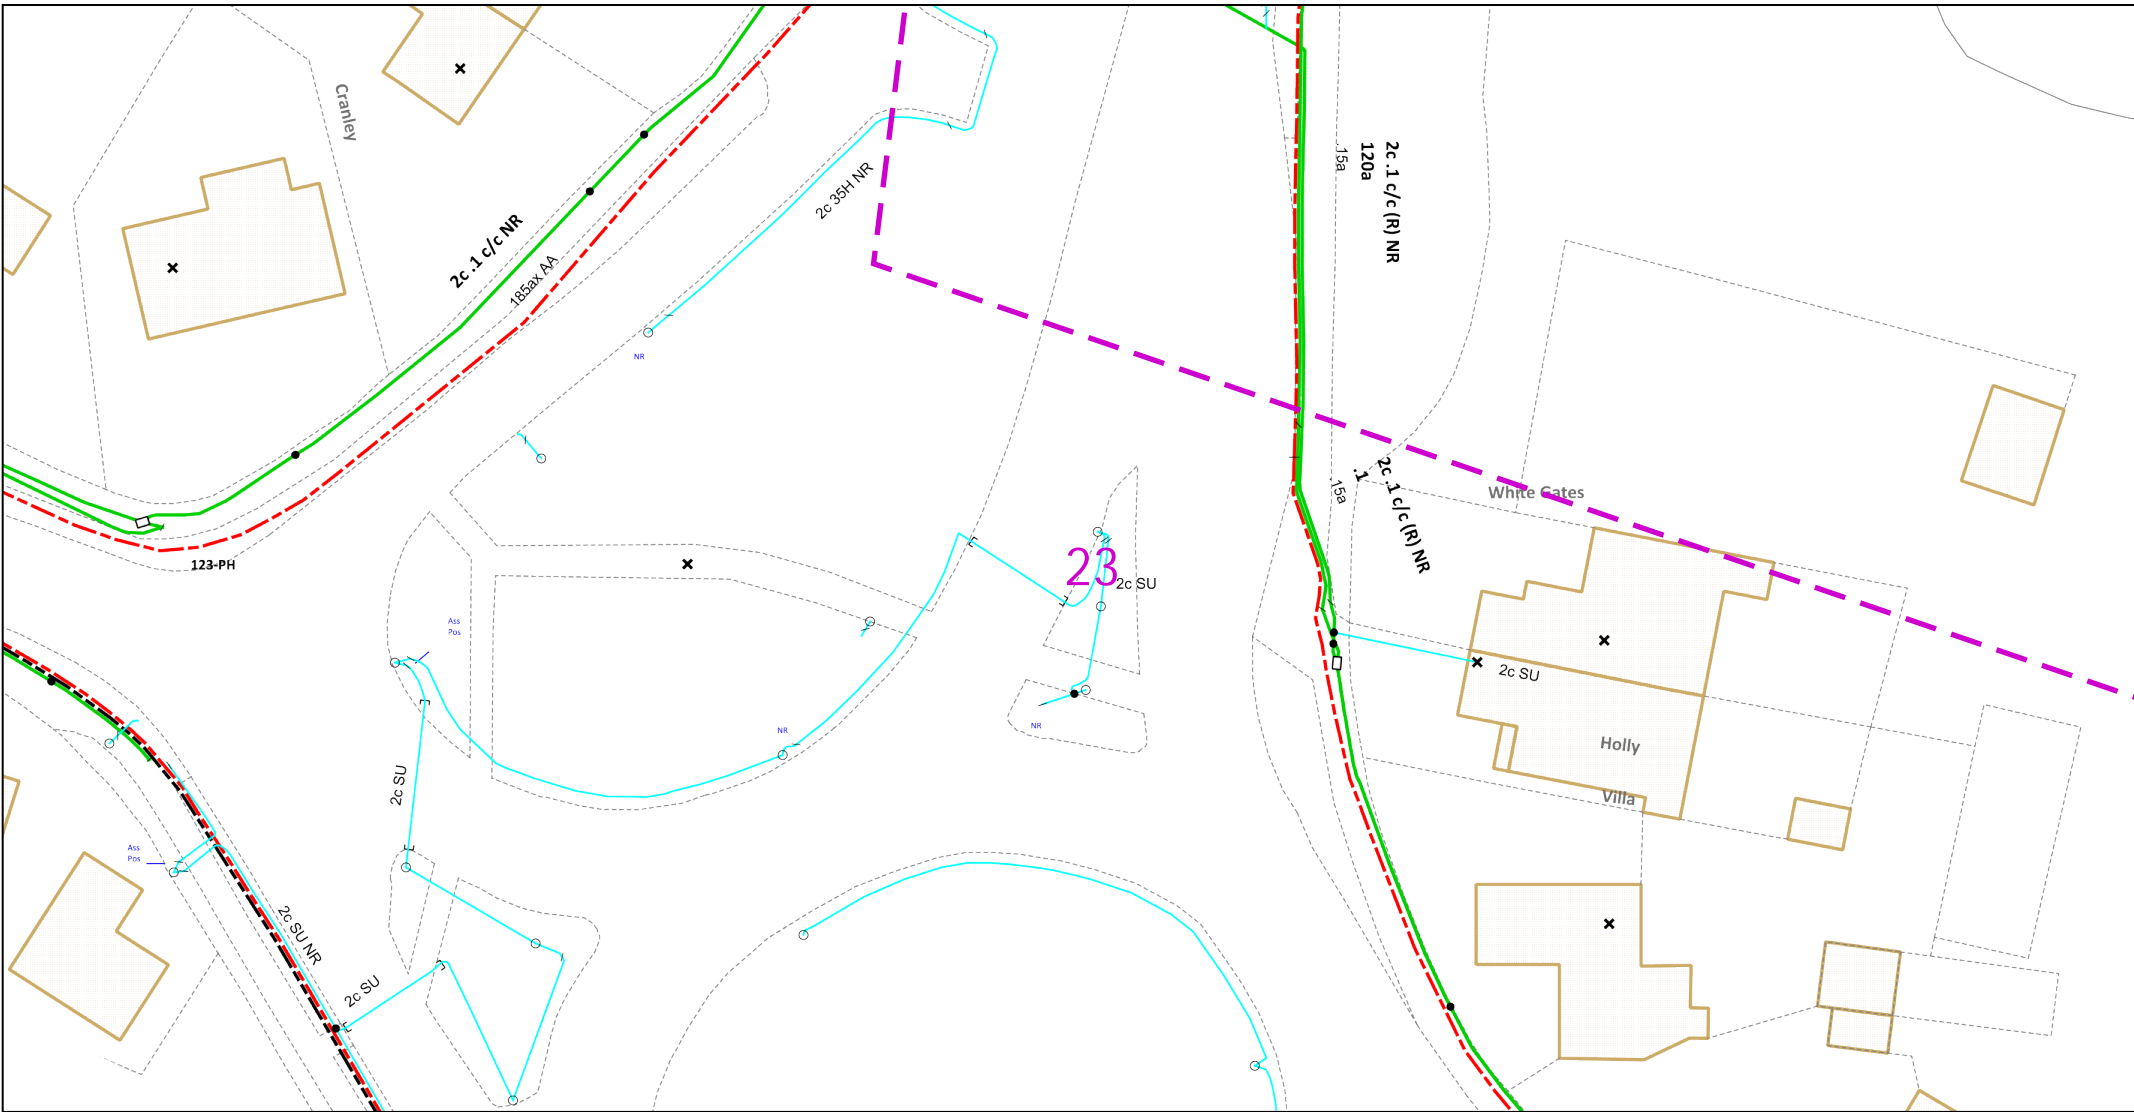 Cranley
2c .1 c/c NR
185ax AA
2c 35H NR
NR
.15a
120a
2c .1 c/c (R) NR
.15a
.1
2c .1 c/c (R) NR
White Gates
123-PH
Ass
Pos
23
2c SU
2c SU
NR
NR
Holly
Villa
2c SU
Ass
Pos
2c SU NR
2c SU